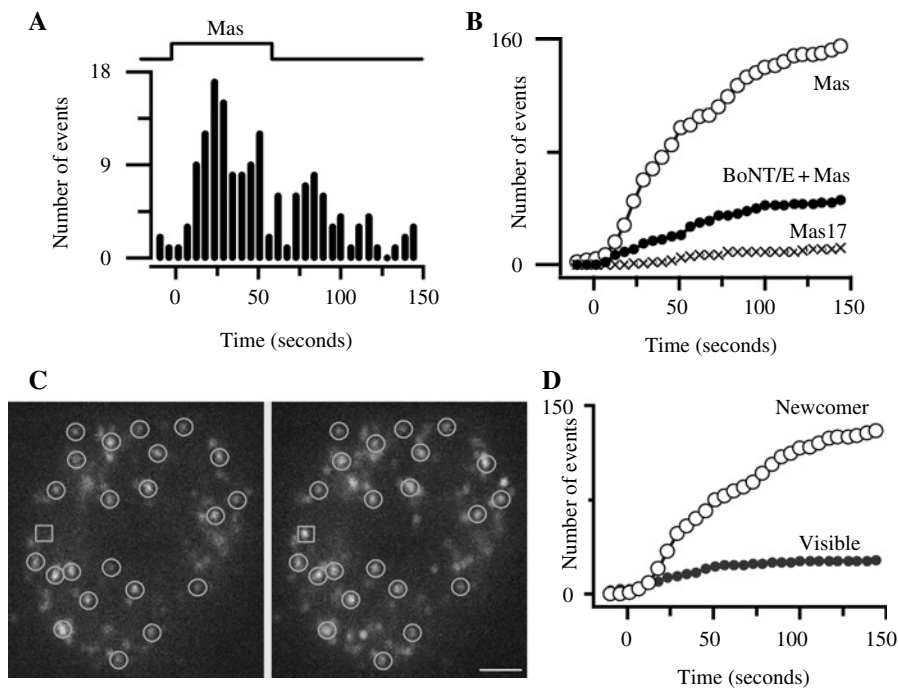 A
Mas
18
9
0
Number of events
0 50 100 150
Time (seconds)
B
160
0
Number of events
Mas
BoNT/E + Mas
Mas17
0 50 100 150
Time (seconds)
C
D
150
0
Number of events
Newcomer
Visible
0 50 100 150
Time (seconds)